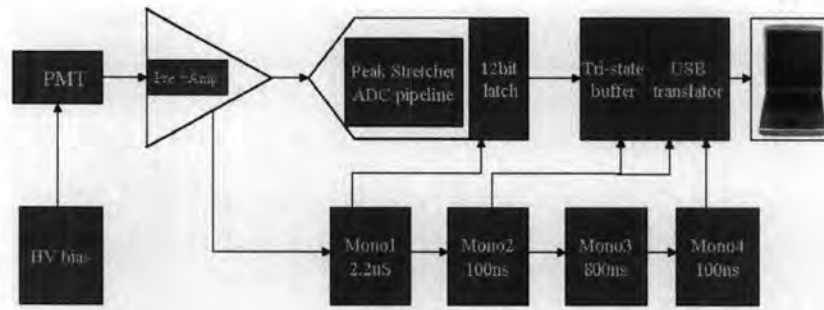 PMT
Pre-Amp
Peak Stretcher
ADC pipeline
12bit
latch
Tri-state
buffer
USB
translator
HV bias
Mono1
2.2uS
Mono2
100ns
Mono3
800ns
Mono4
100ns